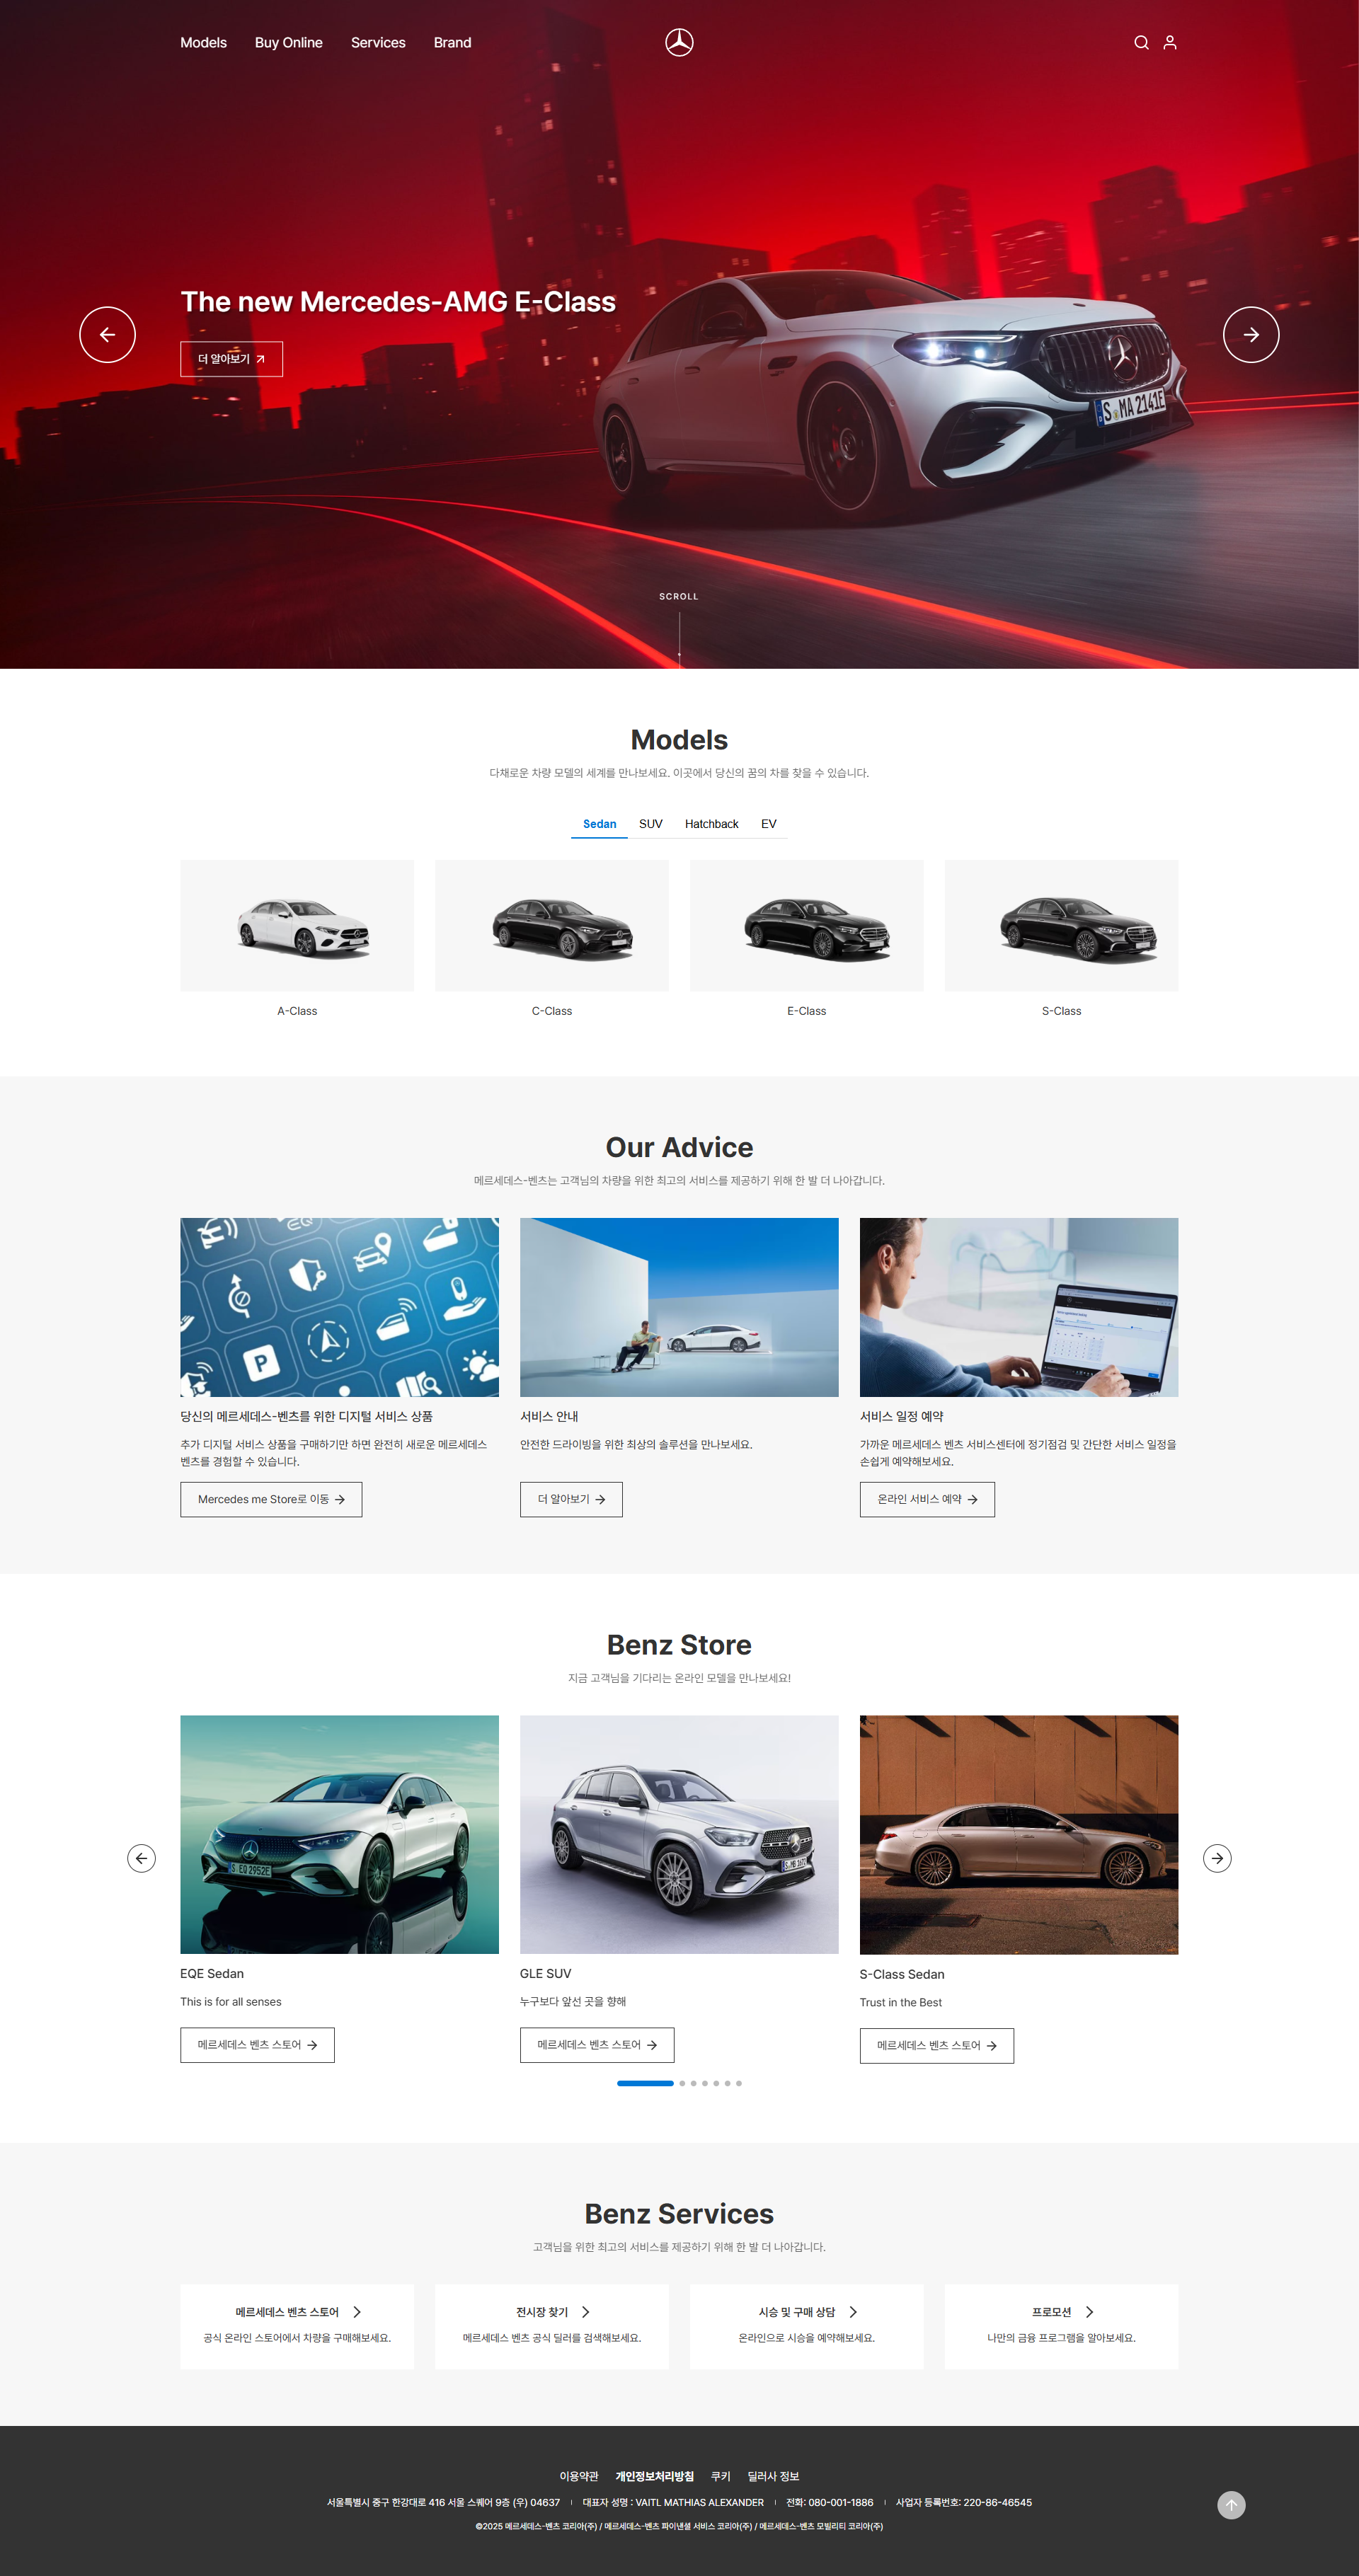 Models Buy Online Services Brand
The new Mercedes-AMG E-Class
더 알아보기
S MA 2141E
SCROLL
Models
다채로운 차량 모델의 세계를 만나보세요. 이곳에서 당신의 꿈의 차를 찾을 수 있습니다.
Sedan SUV Hatchback EV
A-Class C-Class E-Class S-Class
Our Advice
메르세데스-벤츠는 고객님의 차량을 위한 최고의 서비스를 제공하기 위해 한 발 더 나아갑니다.
EQ
P
당신의 메르세데스-벤츠를 위한 디지털 서비스 상품
추가 디지털 서비스 상품을 구매하기만 하면 완전히 새로운 메르세데스
벤츠를 경험할 수 있습니다.
Mercedes me Store로 이동
서비스 안내
안전한 드라이빙을 위한 최상의 솔루션을 만나보세요.
더 알아보기
서비스 일정 예약
가까운 메르세데스 벤츠 서비스센터에 정기점검 및 간단한 서비스 일정을
손쉽게 예약해보세요.
온라인 서비스 예약
Benz Store
지금 고객님을 기다리는 온라인 모델을 만나보세요!
S EQ 2952E
EQE Sedan
This is for all senses
메르세데스 벤츠 스토어
GLE SUV
누구보다 앞선 곳을 향해
메르세데스 벤츠 스토어
S-Class Sedan
Trust in the Best
메르세데스 벤츠 스토어
Benz Services
고객님을 위한 최고의 서비스를 제공하기 위해 한 발 더 나아갑니다.
메르세데스 벤츠 스토어
공식 온라인 스토어에서 차량을 구매해보세요.
전시장 찾기
메르세데스 벤츠 공식 딜러를 검색해보세요.
시승 및 구매 상담
온라인으로 시승을 예약해보세요.
프로모션
나만의 금융 프로그램을 알아보세요.
이용약관 개인정보처리방침 쿠키 딜러사 정보
서울특별시 중구 한강대로 416 서울 스퀘어 9층 (우) 04637 | 대표자 성명 : VAITL MATHIAS ALEXANDER | 전화: 080-001-1886 | 사업자 등록번호: 220-86-46545
©2025 메르세데스-벤츠 코리아(주) / 메르세데스-벤츠 파이낸셜 서비스 코리아(주) / 메르세데스-벤츠 모빌리티 코리아(주)